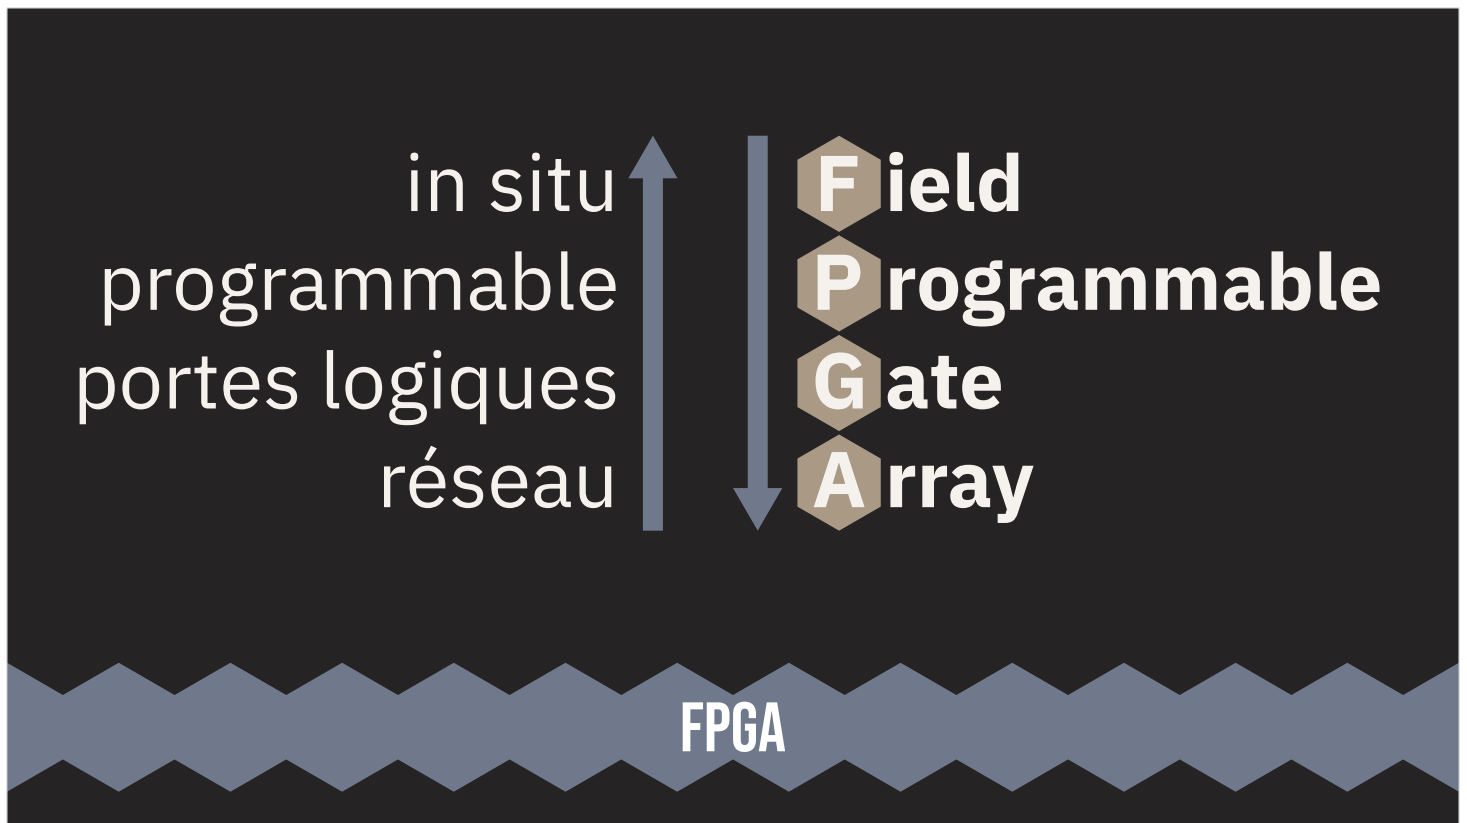 in situ
programmable
portes logiques
réseau
Field
Programmable
Gate
Array
FPGA